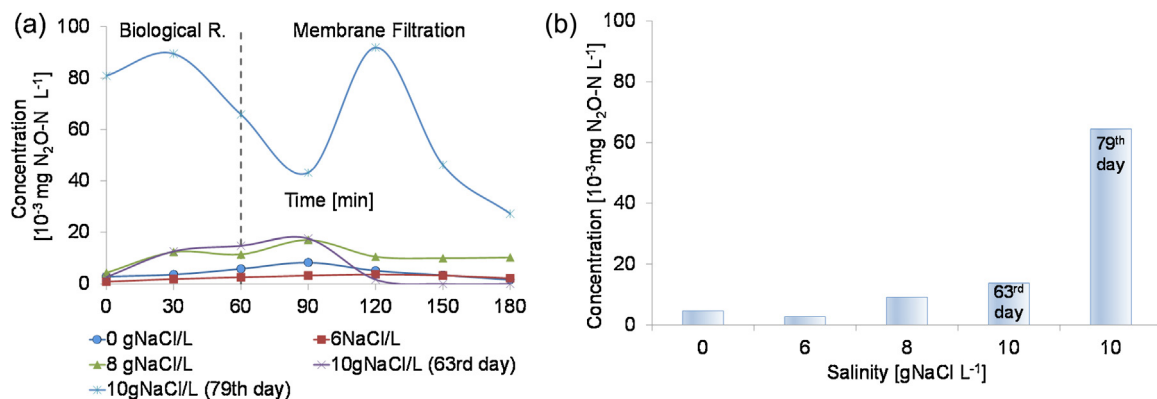 (a)
Biological R. Membrane Filtration
100
80
60
40
20
0
Concentration
[10⁻³ mg N₂O-N L⁻¹]
Time [min]
0 30 60 90 120 150 180
0 gNaCl/L
6NaCl/L
8 gNaCl/L
10gNaCl/L (63rd day)
10gNaCl/L (79th day)
(b)
100
80
60
40
20
0
Concentration [10⁻³mg N₂O-N L⁻¹]
79th
day
63rd
day
0 6 8 10 10
Salinity [gNaCl L⁻¹]